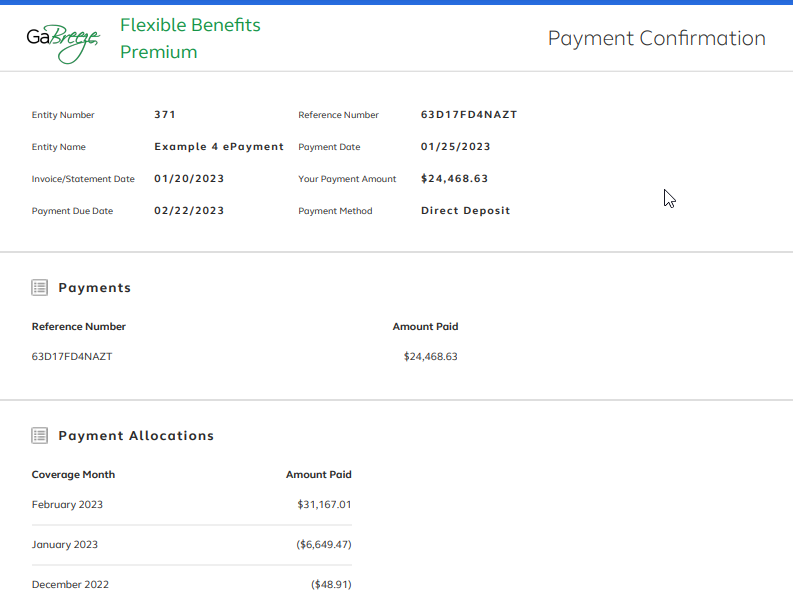 GaBreeze
Flexible Benefits
Premium
Payment Confirmation
Entity Number 371 Reference Number 63D17FD4NAZT
Entity Name Example 4 ePayment Payment Date 01/25/2023
Invoice/Statement Date 01/20/2023 Your Payment Amount $24,468.63
Payment Due Date 02/22/2023 Payment Method Direct Deposit
Payments
Reference Number Amount Paid
63D17FD4NAZT $24,468.63
Payment Allocations
Coverage Month Amount Paid
February 2023 $31,167.01
January 2023 ($6,649.47)
December 2022 ($48.91)